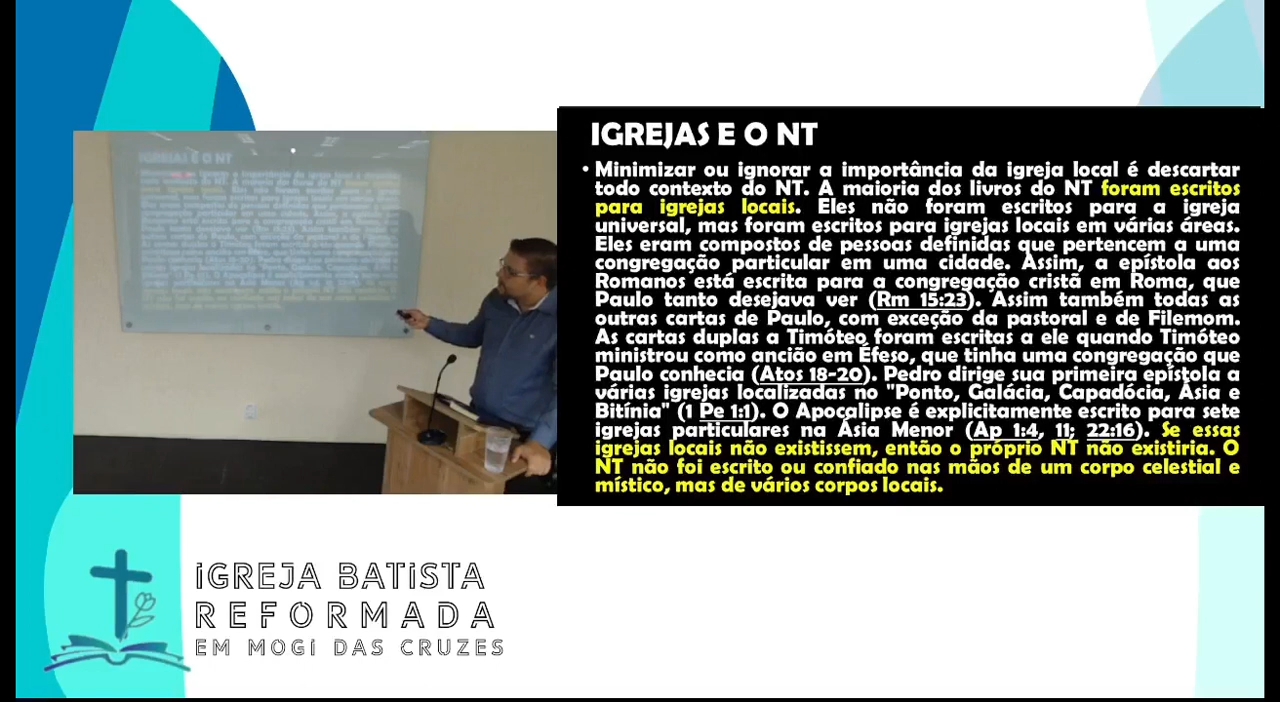 IGREJAS E O NT
IGREJAS E O NT
• Minimizar ou ignorar a importância da igreja local é descartar
todo contexto do NT. A maioria dos livros do NT foram escritos
para igrejas locais. Eles não foram escritos para a igreja
universal, mas foram escritos para igrejas locais em várias áreas.
Eles eram compostos de pessoas definidas que pertencem a uma
congregação particular em uma cidade. Assim, a epístola aos
Romanos está escrita para a congregação cristã em Roma, que
Paulo tanto desejava ver (Rm 15:23). Assim também todas as
outras cartas de Paulo, com exceção da pastoral e de Filemom.
As cartas duplas a Timóteo foram escritas a ele quando Timóteo
ministrou como ancião em Éfeso, que tinha uma congregação que
Paulo conhecia (Atos 18-20). Pedro dirige sua primeira epístola a
várias igrejas localizadas no "Ponto, Galácia, Capadócia, Ásia e
Bitínia" (1 Pe 1:1). O Apocalipse é explicitamente escrito para sete
igrejas particulares na Ásia Menor (Ap 1:4, 11; 22:16). Se essas
igrejas locais não existissem, então o próprio NT não existiria. O
NT não foi escrito ou confiado nas mãos de um corpo celestial e
místico, mas de vários corpos locais.
IGREJA BATISTA
REFORMADA
EM MOGI DAS CRUZES